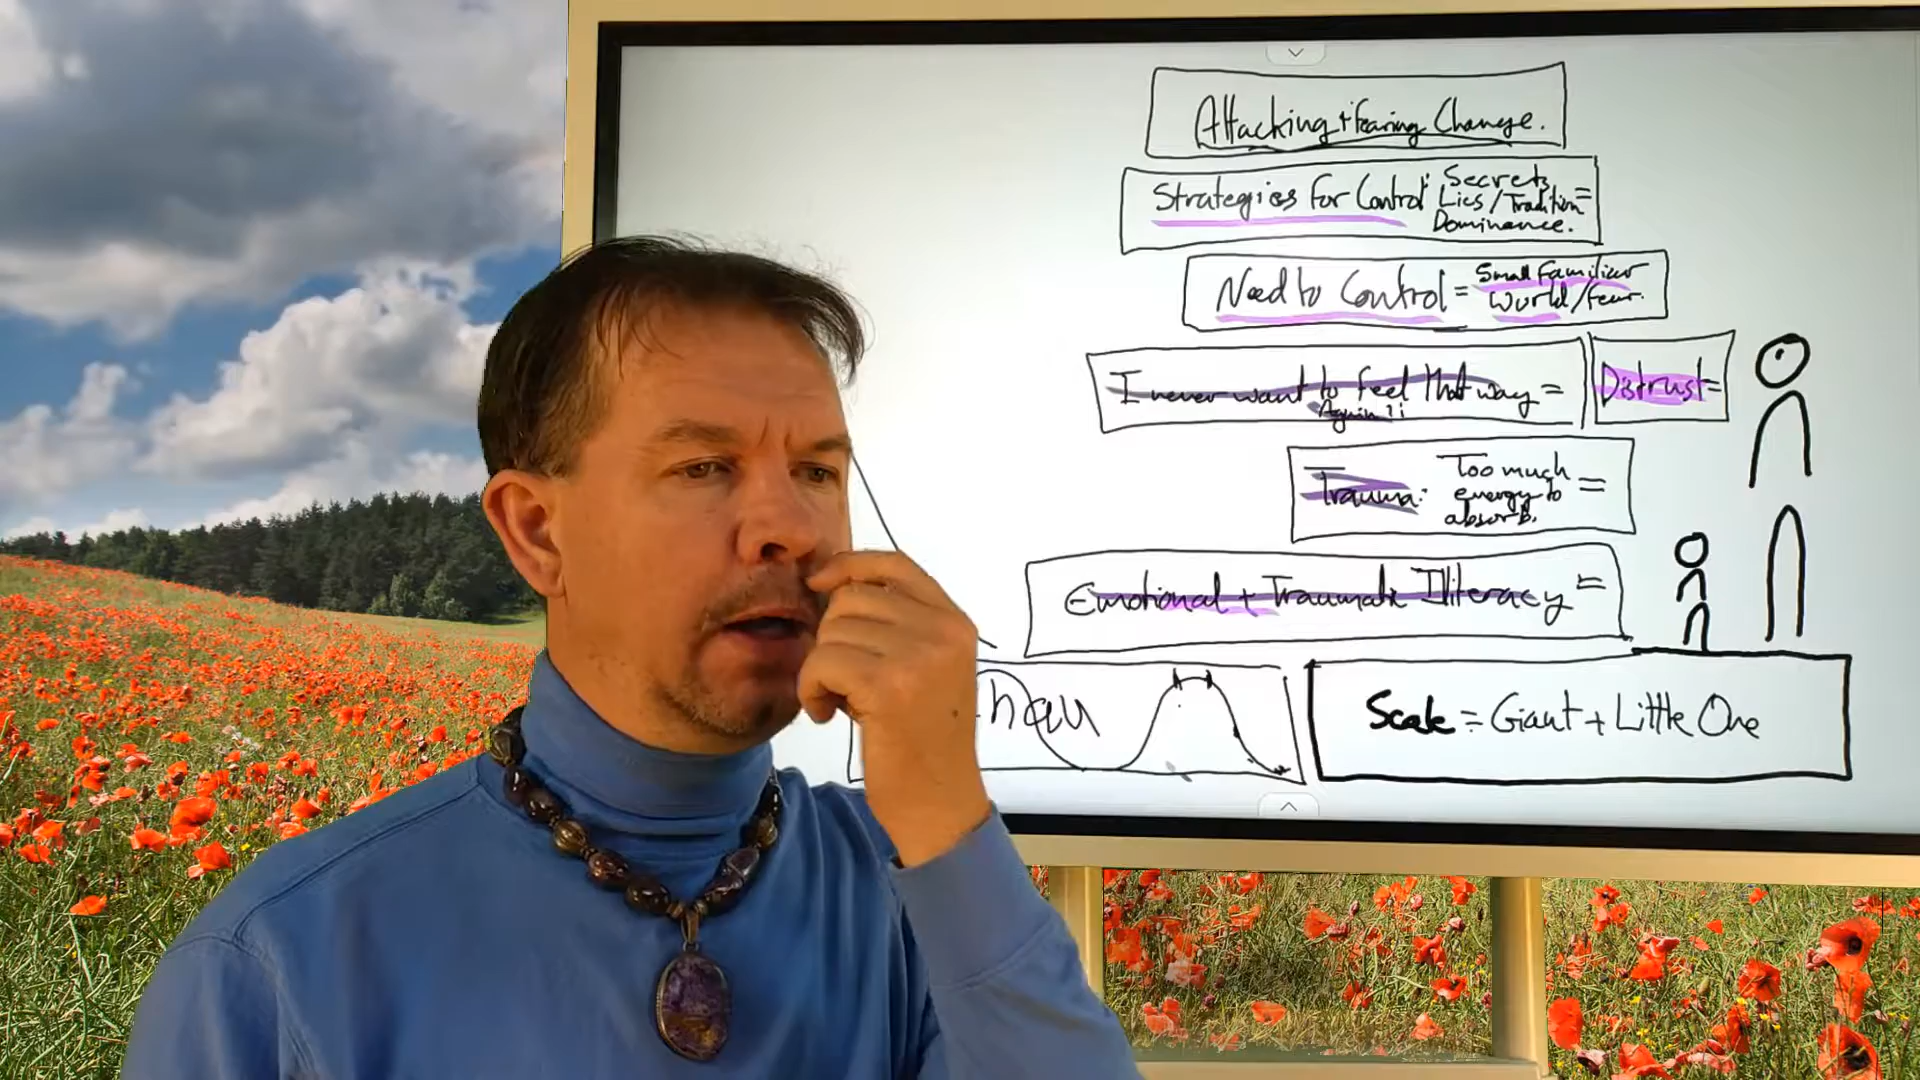 Attacking + Fearing Change.
Strategies for Control: Secrets,
Lies/Tradition =
Dominance.
Need to Control = Small familiar
World/fear.
I never want to feel that way =
Again!
Distrust =
Trauma: Too much =
energy to
absorb.
Emotional + Traumatic Illiteracy =
Scale = Giant + Little One